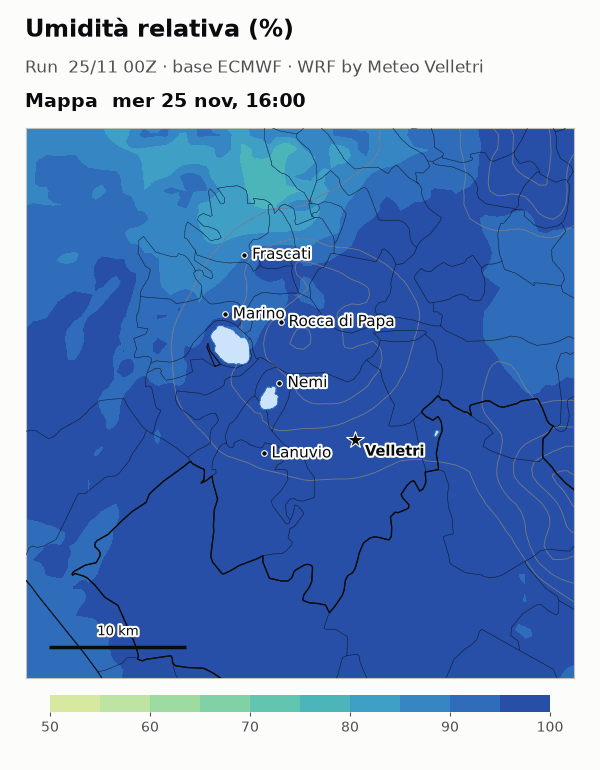 Umidità relativa (%)
Run  25/11 00Z · base ECMWF · WRF by Meteo Velletri
Mappa  mer 25 nov, 16:00
Frascati
Marino
Rocca di Papa
Nemi
Velletri
Lanuvio
10 km
50 60 70 80 90 100